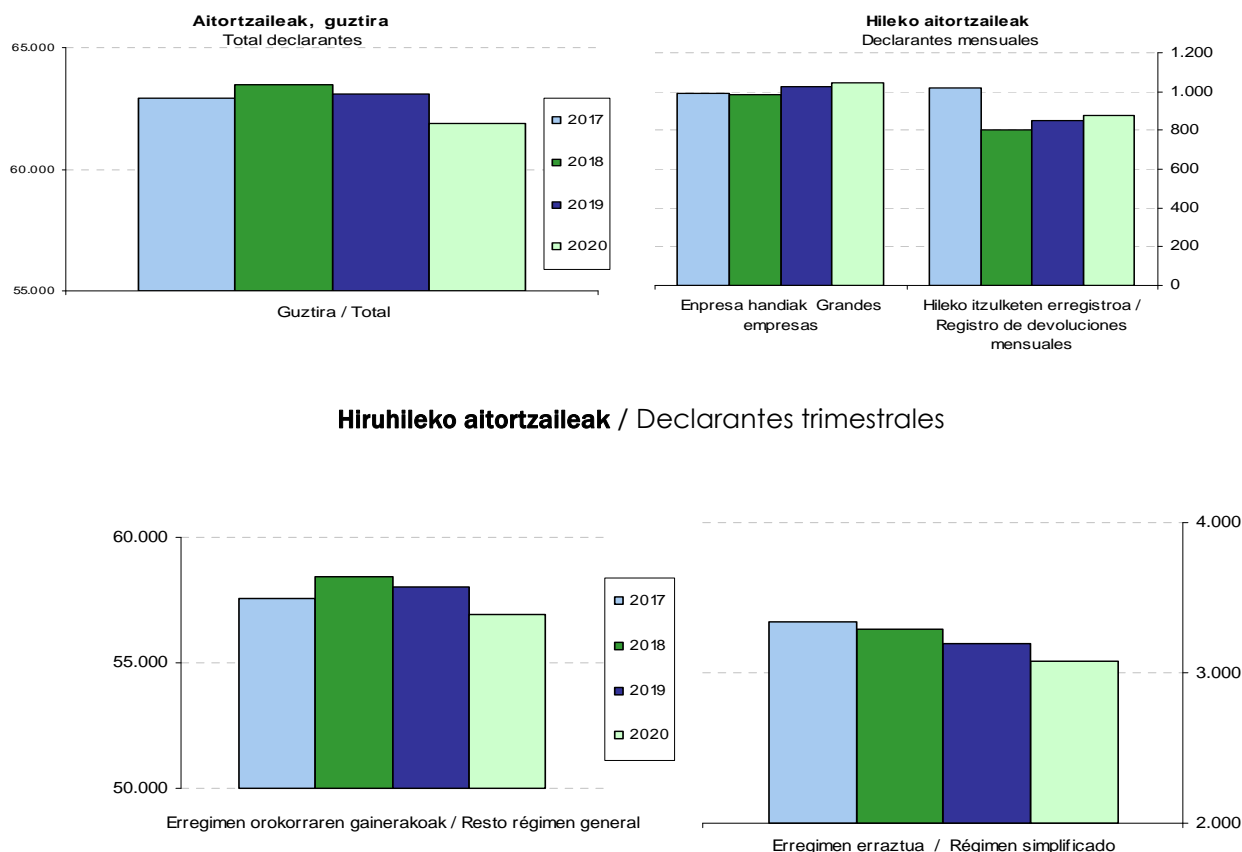 Aitortzaileak, guztira
Total declarantes
65.000
60.000
55.000
2017
2018
2019
2020
Guztira / Total
Hileko aitortzaileak
Declarantes mensuales
1.200
1.000
800
600
400
200
0
Enpresa handiak Grandes
empresas
Hileko itzulketen erregistroa /
Registro de devoluciones
mensuales
Hiruhileko aitortzaileak / Declarantes trimestrales
60.000
55.000
50.000
2017
2018
2019
2020
Erregimen orokorraren gainerakoak / Resto régimen general
4.000
3.000
2.000
Erregimen erraztua / Régimen simplificado